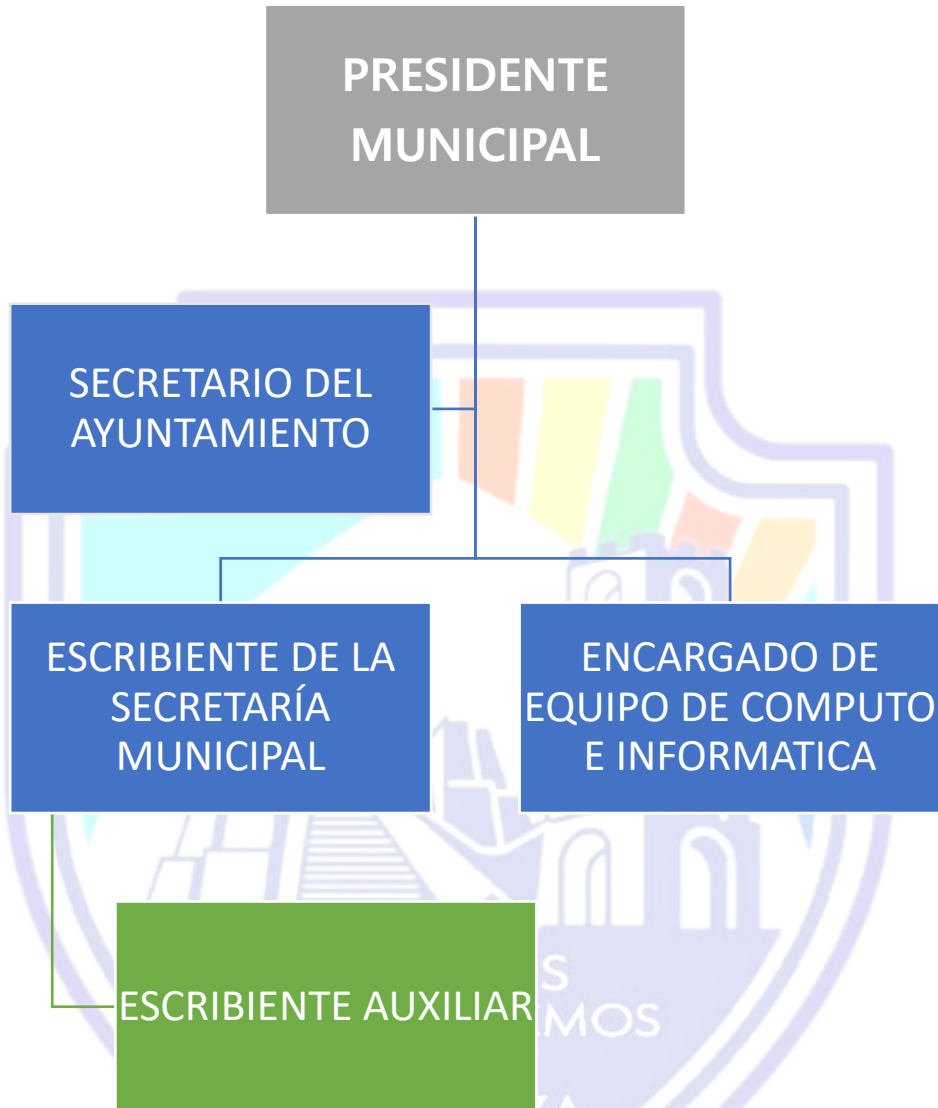 PRESIDENTE
MUNICIPAL
SECRETARIO DEL
AYUNTAMIENTO
ESCRIBIENTE DE LA
SECRETARÍA
MUNICIPAL
ENCARGADO DE
EQUIPO DE COMPUTO
E INFORMATICA
ESCRIBIENTE AUXILIAR